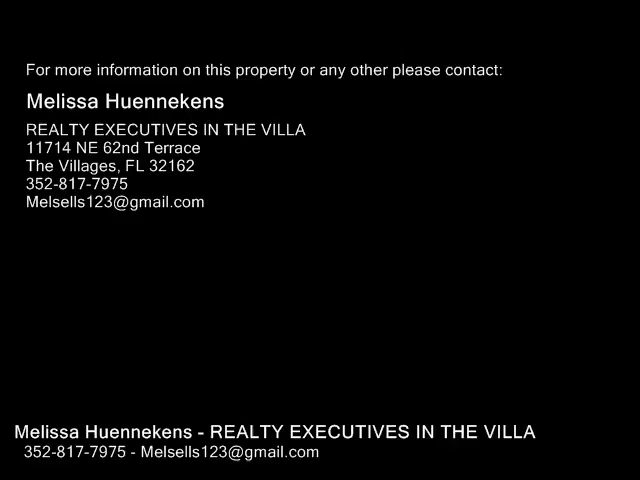 For more information on this property or any other please contact:
Melissa Huennekens
REALTY EXECUTIVES IN THE VILLA
11714 NE 62nd Terrace
The Villages, FL 32162
352-817-7975
Melsells123@gmail.com
Melissa Huennekens - REALTY EXECUTIVES IN THE VILLA
352-817-7975 - Melsells123@gmail.com